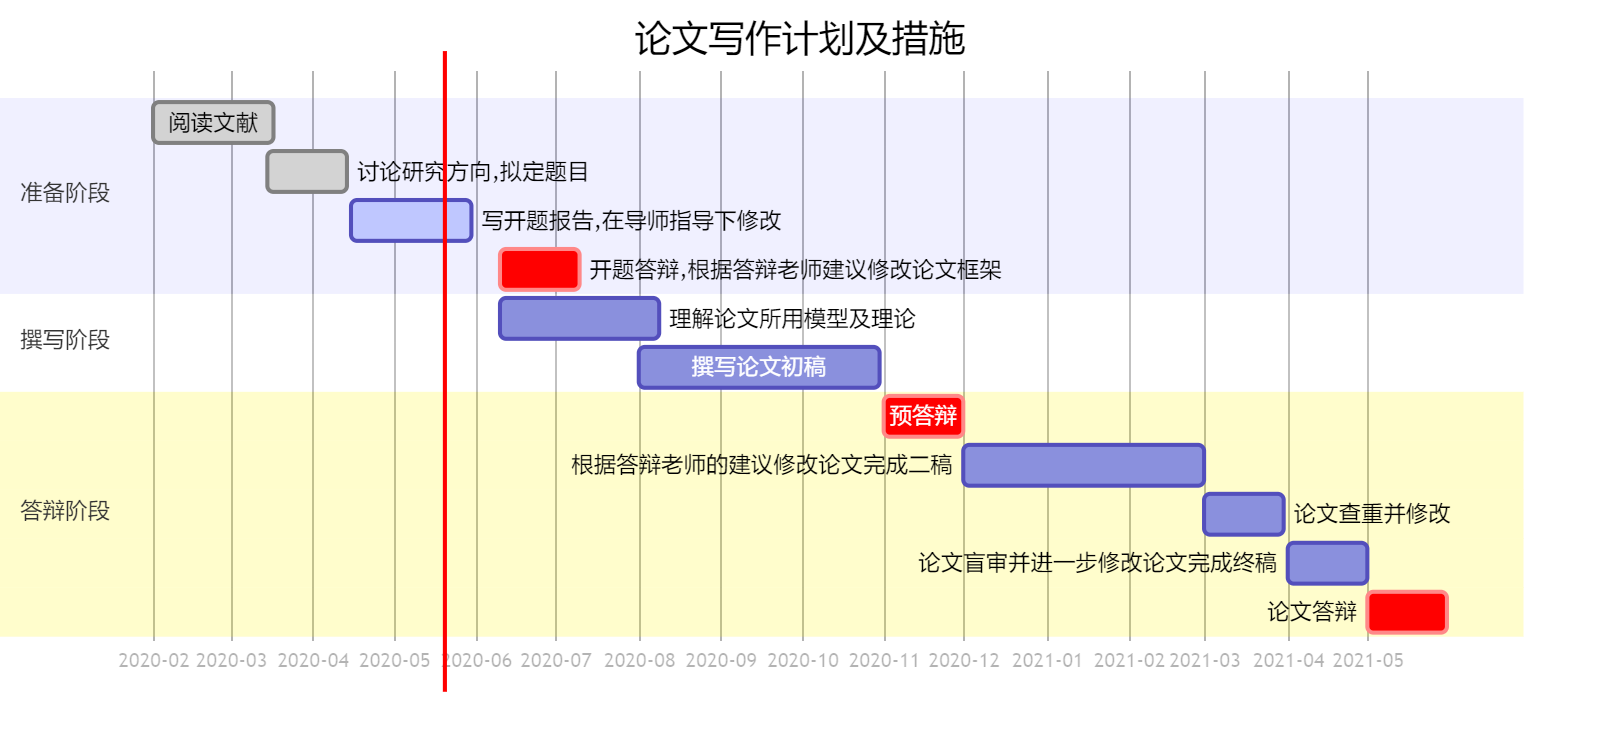 论文写作计划及措施
准备阶段
阅读文献
讨论研究方向,拟定题目
写开题报告,在导师指导下修改
开题答辩,根据答辩老师建议修改论文框架
撰写阶段
理解论文所用模型及理论
撰写论文初稿
答辩阶段
预答辩
根据答辩老师的建议修改论文完成二稿
论文查重并修改
论文盲审并进一步修改论文完成终稿
论文答辩
2020-02 2020-03 2020-04 2020-05 2020-06 2020-07 2020-08 2020-09 2020-10 2020-11 2020-12 2021-01 2021-02 2021-03 2021-04 2021-05